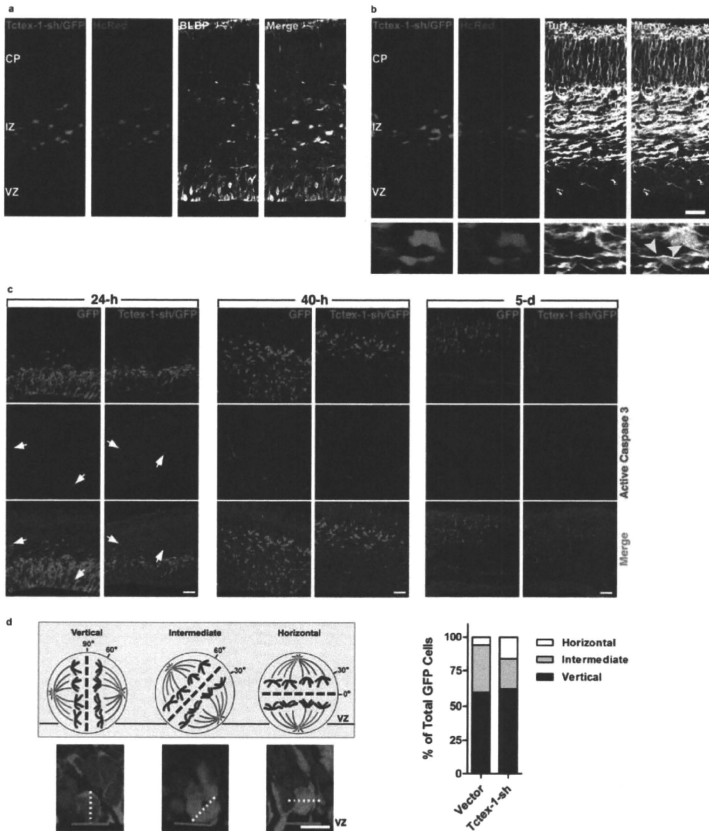 a
Tctex-1-sh/GFP HcRed BLBP Merge
CP
IZ
VZ
b
Tctex-1-sh/GFP HcRed TuJ1 Merge
CP
IZ
VZ
c
24-h 40-h 5-d
GFP Tctex-1-sh/GFP GFP Tctex-1-sh/GFP GFP Tctex-1-sh/GFP
Active Caspase 3
Merge
d
Vertical Intermediate Horizontal
90° 60° 60° 30° 30° 0°
VZ
VZ
% of Total GFP Cells
100
75
50
25
0
Vector Tctex-1-sh
Horizontal
Intermediate
Vertical